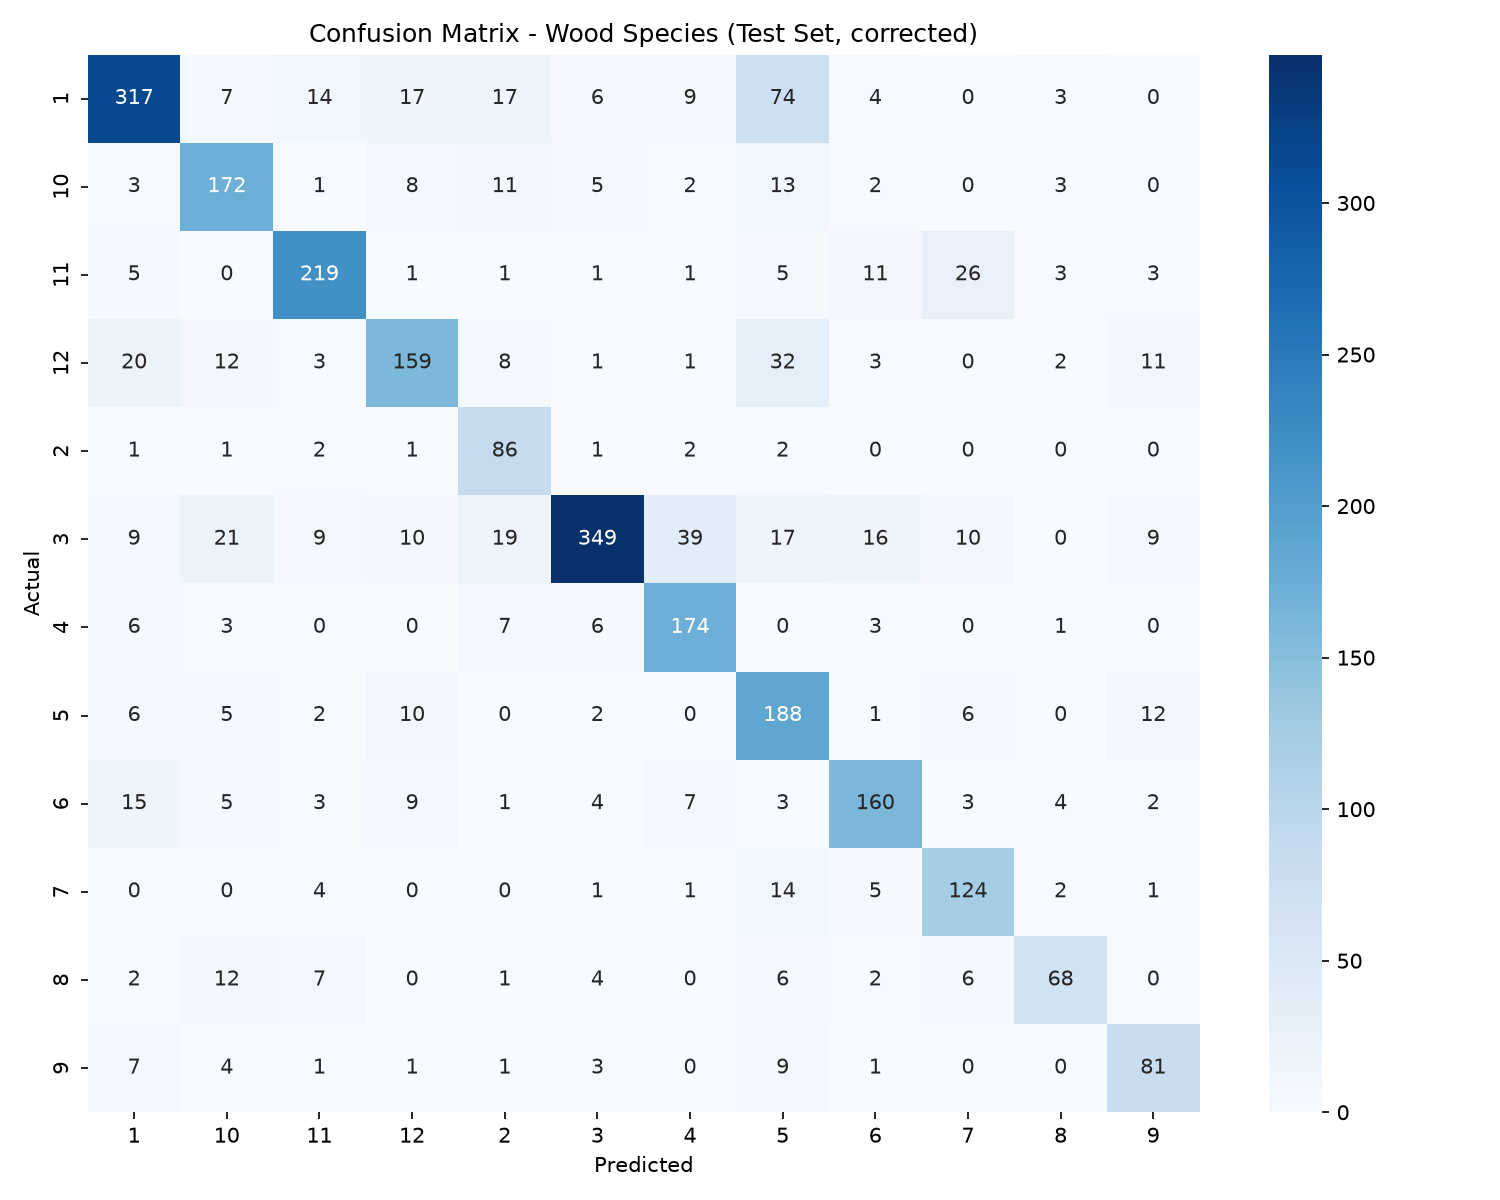 Confusion Matrix - Wood Species (Test Set, corrected)
1 317 7 14 17 17 6 9 74 4 0 3 0
10 3 172 1 8 11 5 2 13 2 0 3 0
11 5 0 219 1 1 1 1 5 11 26 3 3
12 20 12 3 159 8 1 1 32 3 0 2 11
2 1 1 2 1 86 1 2 2 0 0 0 0
3 9 21 9 10 19 349 39 17 16 10 0 9
4 6 3 0 0 7 6 174 0 3 0 1 0
5 6 5 2 10 0 2 0 188 1 6 0 12
6 15 5 3 9 1 4 7 3 160 3 4 2
7 0 0 4 0 0 1 1 14 5 124 2 1
8 2 12 7 0 1 4 0 6 2 6 68 0
9 7 4 1 1 1 3 0 9 1 0 0 81
1 10 11 12 2 3 4 5 6 7 8 9
Predicted
Actual
300
250
200
150
100
50
0